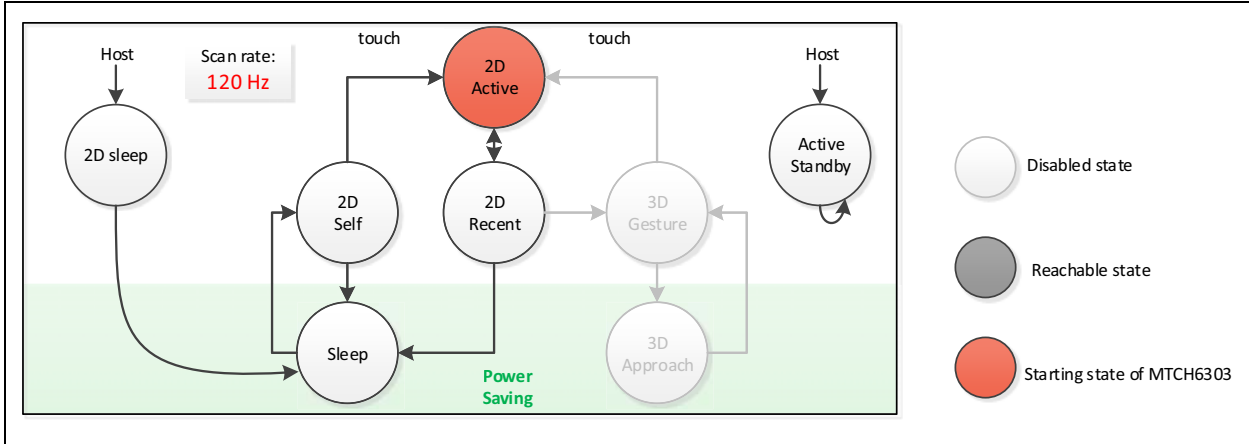 touch
touch
Host
Scan rate:
120 Hz
2D
Active
Host
2D sleep
Active
Standby
Disabled state
2D
Self
2D
Recent
3D
Gesture
Reachable state
Sleep
3D
Approach
Power
Saving
Starting state of MTCH6303